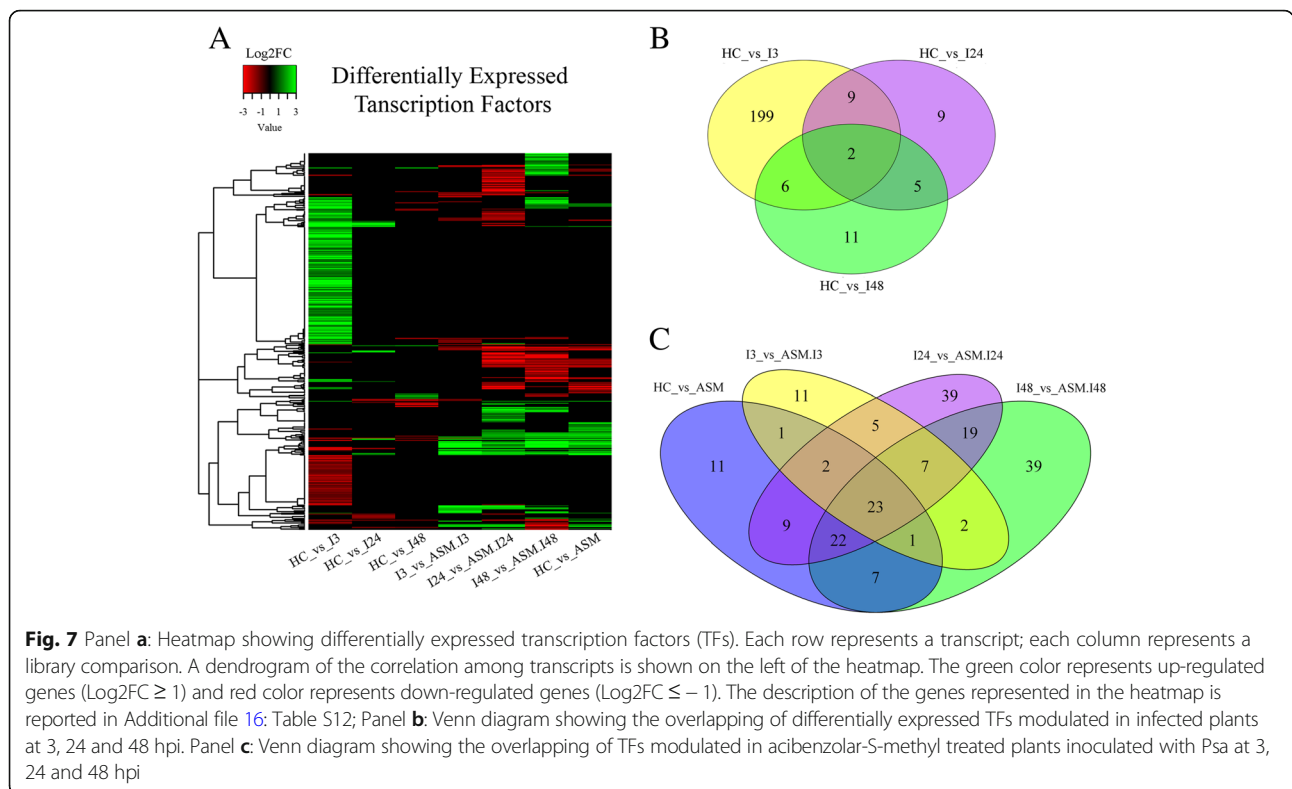 A
Log2FC
-3 -1 1 3
Value
Differentially Expressed
Tanscription Factors
HC_vs_I3
HC_vs_I24
HC_vs_I48
I3_vs_ASM.I3
I24_vs_ASM.I24
I48_vs_ASM.I48
HC_vs_ASM
B
HC_vs_I3
HC_vs_I24
9
199
9
2
6
5
11
HC_vs_I48
C
I3_vs_ASM.I3
I24_vs_ASM.I24
HC_vs_ASM
I48_vs_ASM.I48
11
39
5
1
19
11
2
7
39
23
9
2
22
1
7
Fig. 7 Panel a: Heatmap showing differentially expressed transcription factors (TFs). Each row represents a transcript; each column represents a
library comparison. A dendrogram of the correlation among transcripts is shown on the left of the heatmap. The green color represents up-regulated
genes (Log2FC ≥ 1) and red color represents down-regulated genes (Log2FC ≤ − 1). The description of the genes represented in the heatmap is
reported in Additional file 16: Table S12; Panel b: Venn diagram showing the overlapping of differentially expressed TFs modulated in infected plants
at 3, 24 and 48 hpi. Panel c: Venn diagram showing the overlapping of TFs modulated in acibenzolar-S-methyl treated plants inoculated with Psa at 3,
24 and 48 hpi